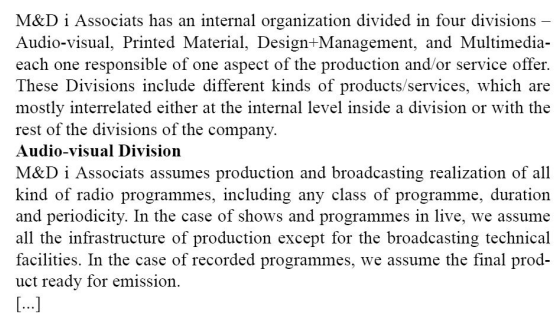 M&D i Associats has an internal organization divided in four divisions –
Audio-visual, Printed Material, Design+Management, and Multimedia-
each one responsible of one aspect of the production and/or service offer.
These Divisions include different kinds of products/services, which are
mostly interrelated either at the internal level inside a division or with the
rest of the divisions of the company.
Audio-visual Division
M&D i Associats assumes production and broadcasting realization of all
kind of radio programmes, including any class of programme, duration
and periodicity. In the case of shows and programmes in live, we assume
all the infrastructure of production except for the broadcasting technical
facilities. In the case of recorded programmes, we assume the final prod-
uct ready for emission.
[...]